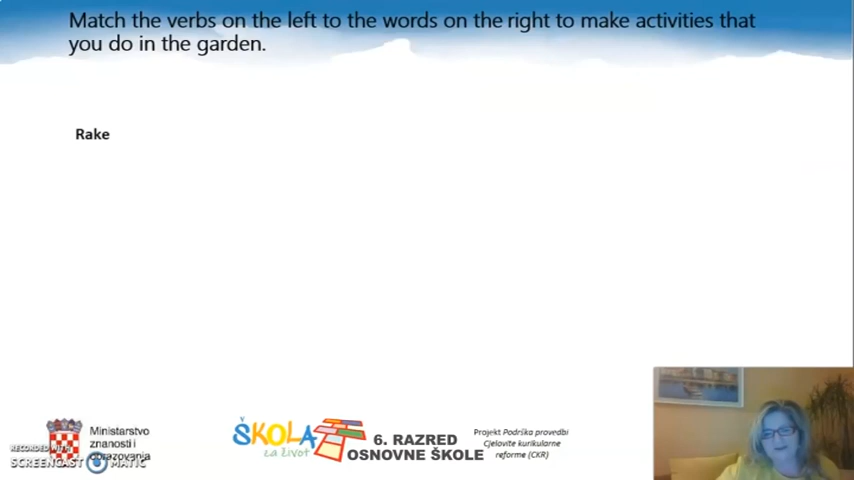 Match the verbs on the left to the words on the right to make activities that
you do in the garden.
Rake
Ministarstvo
znanosti i
obrazovanja
RECORDED WITH
SCREENCAST MATIC
ŠKOLA
za život
6. RAZRED
OSNOVNE ŠKOLE
Projekt Podrška provedbi
Cjelovite kurikularne
reforme (CKR)